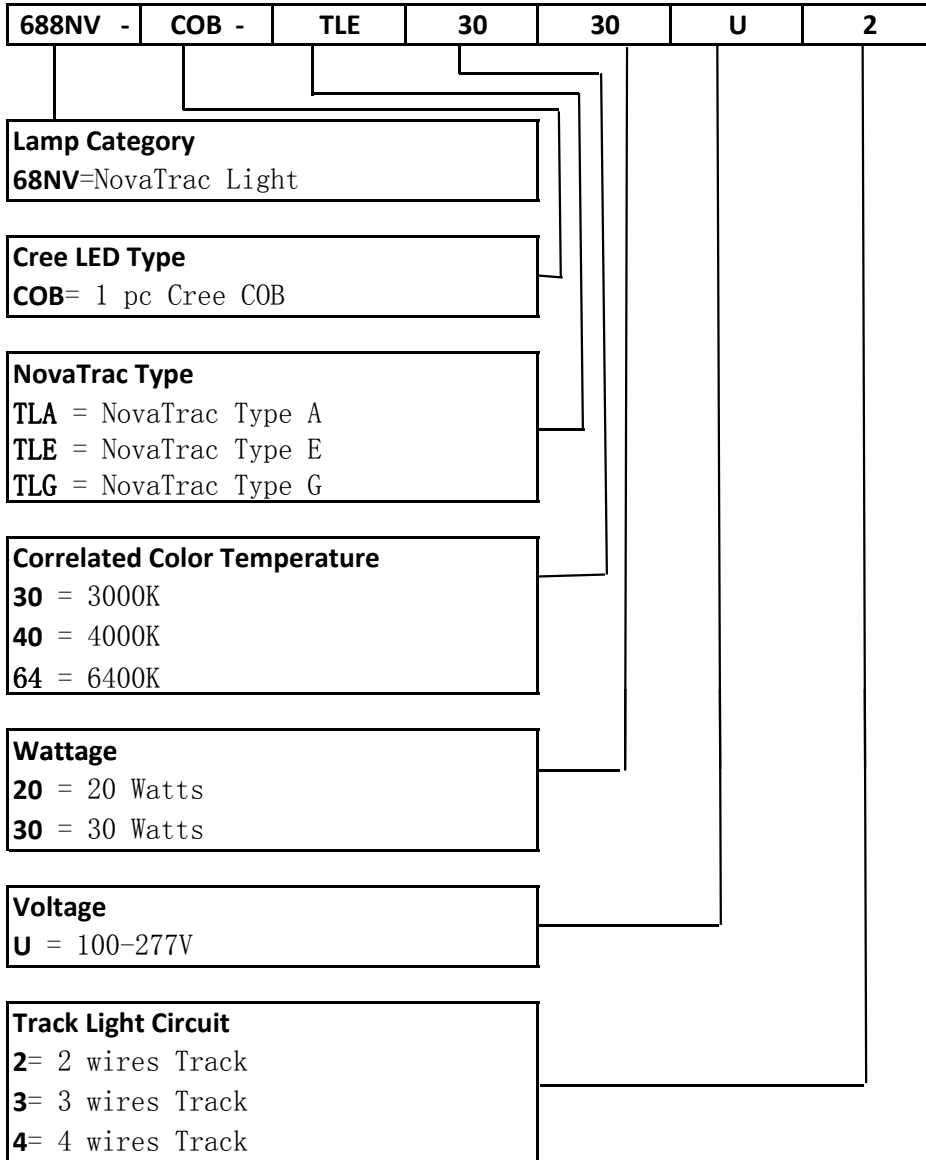 688NV - COB - TLE 30 30 U 2
Lamp Category
68NV=NovaTrac Light
Cree LED Type
COB= 1 pc Cree COB
NovaTrac Type
TLA = NovaTrac Type A
TLE = NovaTrac Type E
TLG = NovaTrac Type G
Correlated Color Temperature
30 = 3000K
40 = 4000K
64 = 6400K
Wattage
20 = 20 Watts
30 = 30 Watts
Voltage
U = 100-277V
Track Light Circuit
2= 2 wires Track
3= 3 wires Track
4= 4 wires Track